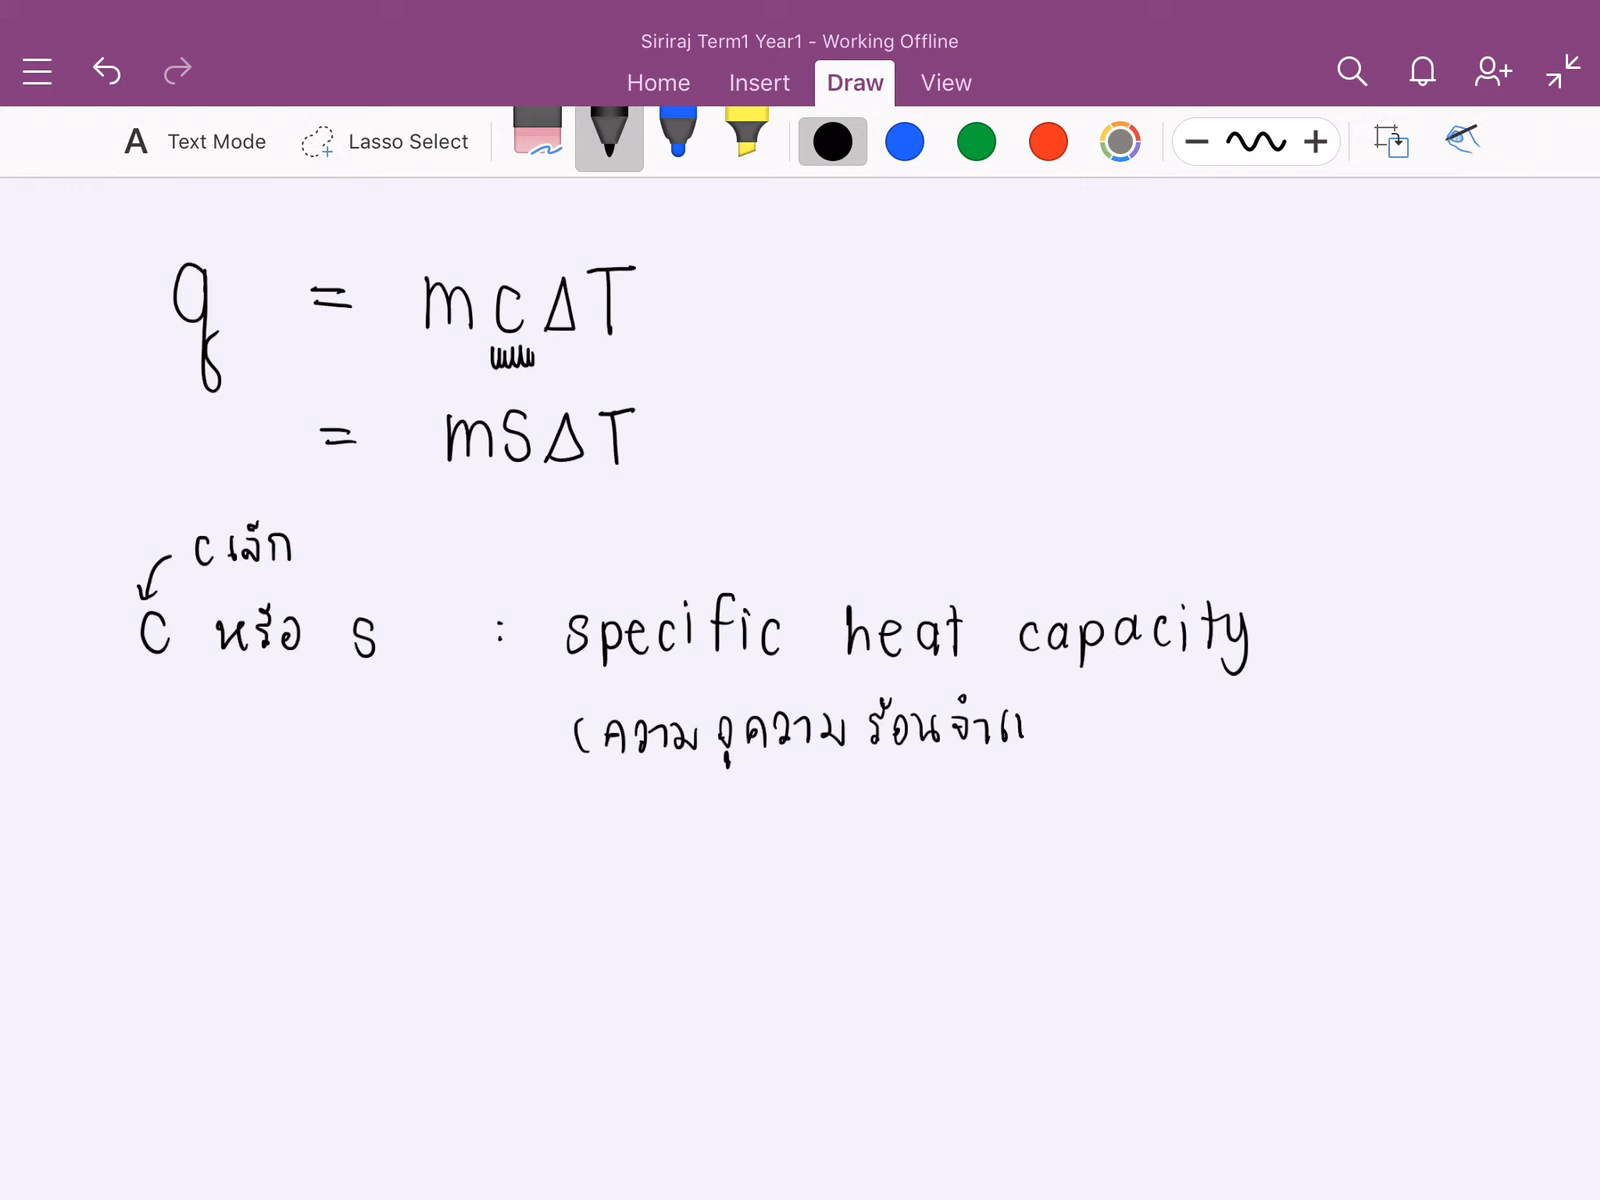 Siriraj Term1 Year1 - Working Offline
Home Insert Draw View
A Text Mode Lasso Select
q = mcΔT
= msΔT
c เล็ก
c หรือ s : specific heat capacity
(ความจุความร้อนจำเ